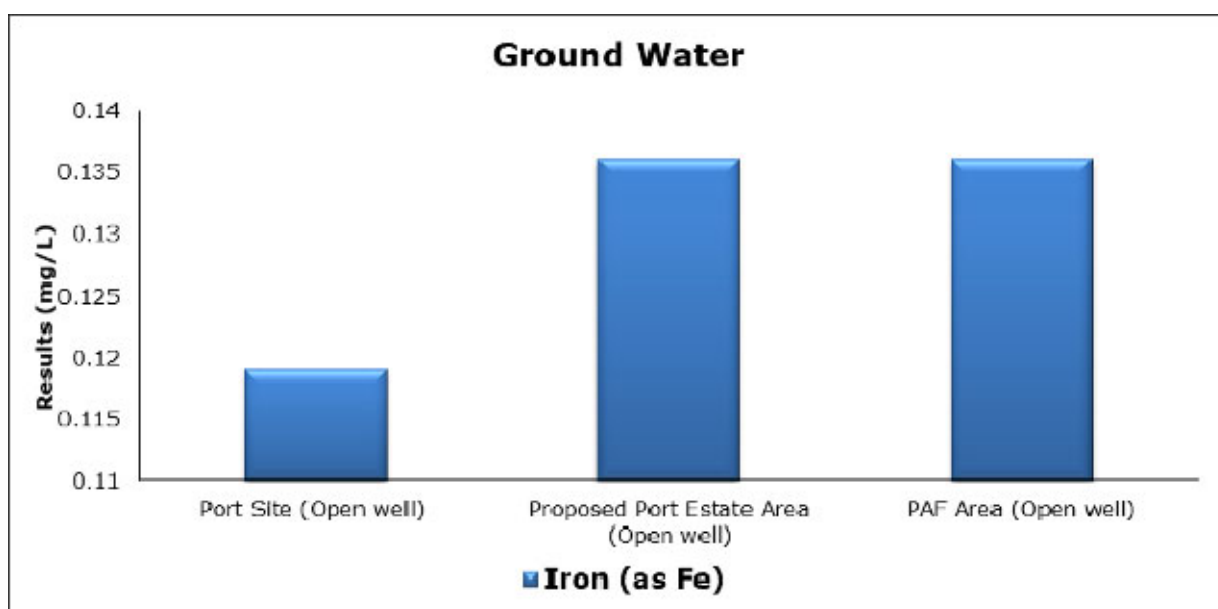 Ground Water
Results (mg/L)
0.14
0.135
0.13
0.125
0.12
0.115
0.11
Port Site (Open well)
Proposed Port Estate Area
(Open well)
PAF Area (Open well)
Iron (as Fe)